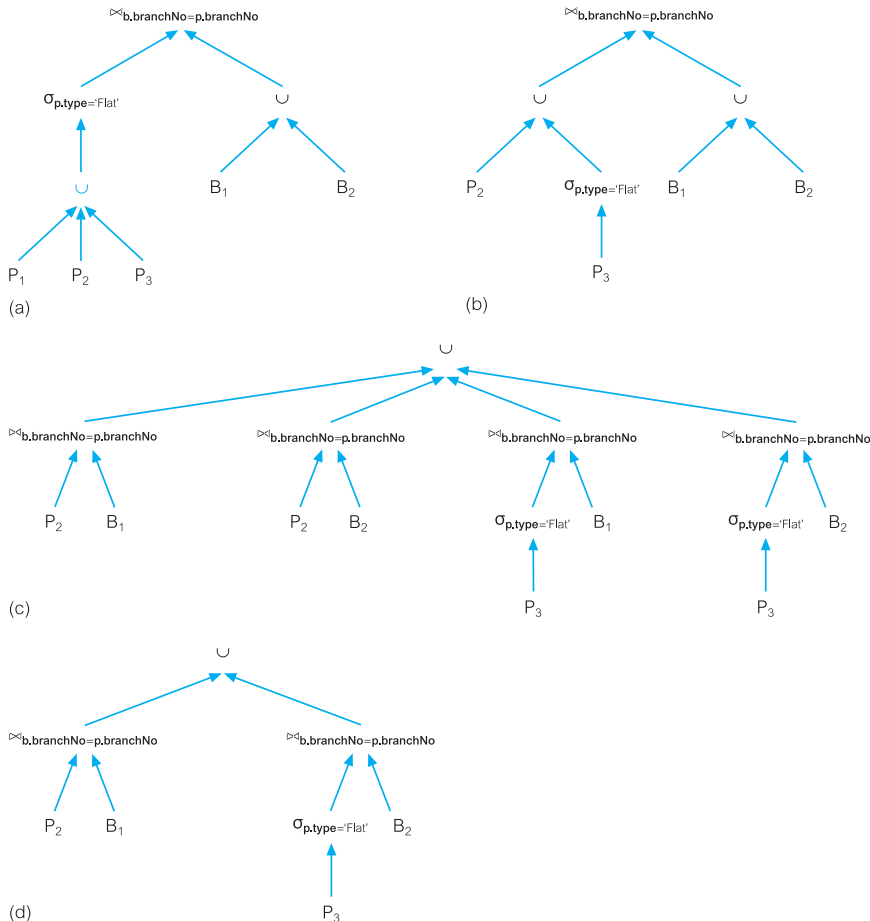 ⋈b.branchNo=p.branchNo ⋈b.branchNo=p.branchNo
σp.type='Flat' ∪ ∪ ∪
∪ B₁ B₂ P₂ σp.type='Flat' B₁ B₂
P₁ P₂ P₃ P₃
(a) (b)
∪
⋈b.branchNo=p.branchNo ⋈b.branchNo=p.branchNo ⋈b.branchNo=p.branchNo ⋈b.branchNo=p.branchNo
P₂ B₁ P₂ B₂ σp.type='Flat' B₁ σp.type='Flat' B₂
P₃ P₃
(c)
∪
⋈b.branchNo=p.branchNo ⋈b.branchNo=p.branchNo
P₂ B₁ σp.type='Flat' B₂
P₃
(d)